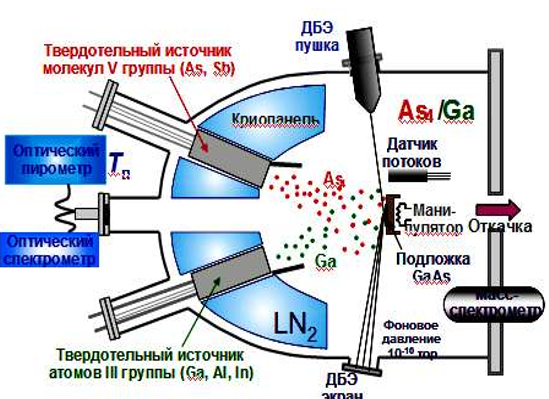 ДБЭ
пушка
Твердотельный источник
молекул V группы (As, Sb)
As₄/Ga
Криопанель
Оптический
пирометр
Tп
Датчик
потоков
As₄
Мани-
пулятор
Откачка
Оптический
спектрометр
Ga
Подложка
GaAs
LN₂
Масс-
спектрометр
Фоновое
давление
10⁻¹⁰ тор
Твердотельный источник
атомов III группы (Ga, Al, In)
ДБЭ
экран